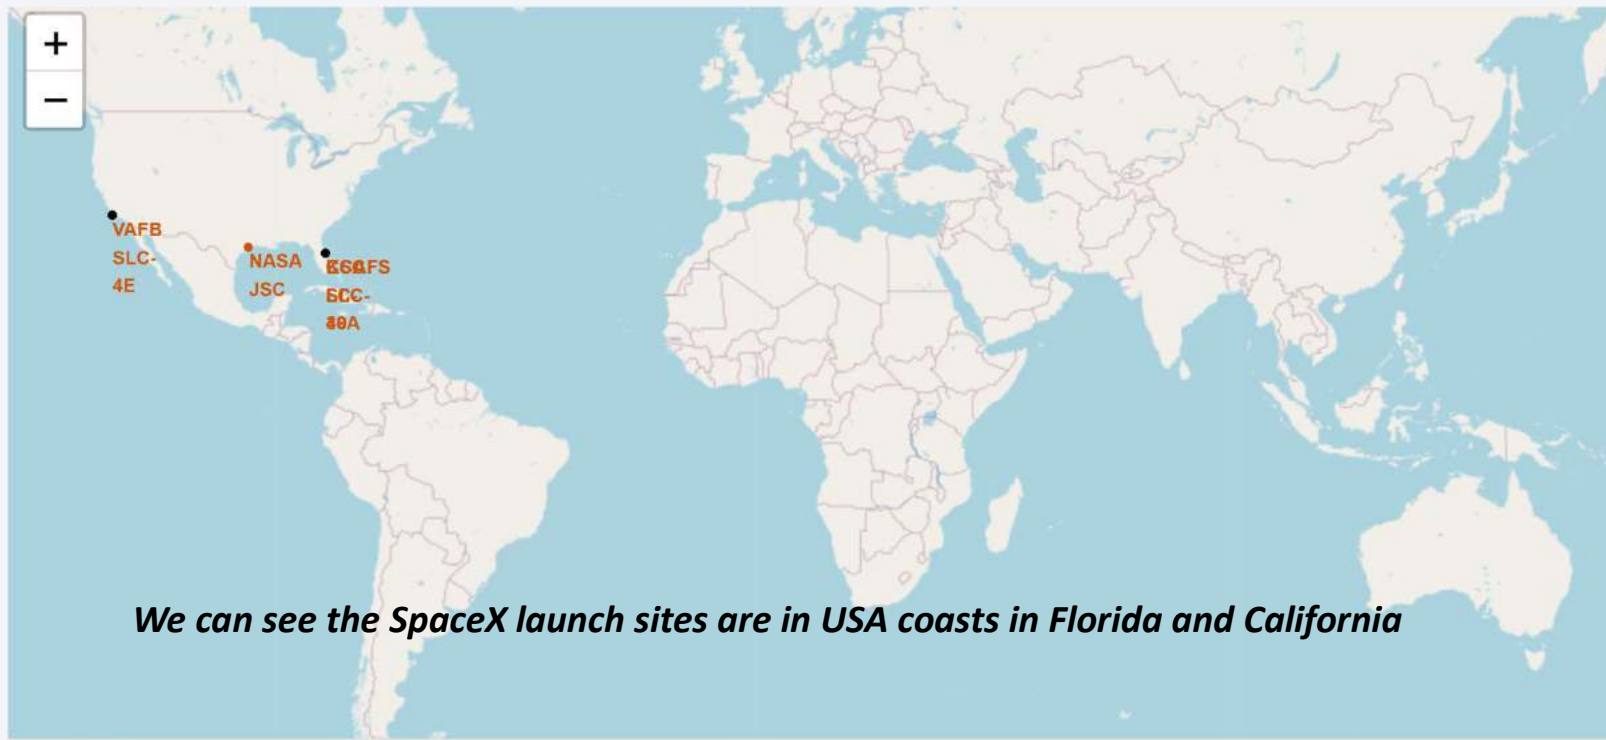 +
−
VAFB
SLC-
4E
NASA
JSC
We can see the SpaceX launch sites are in USA coasts in Florida and California